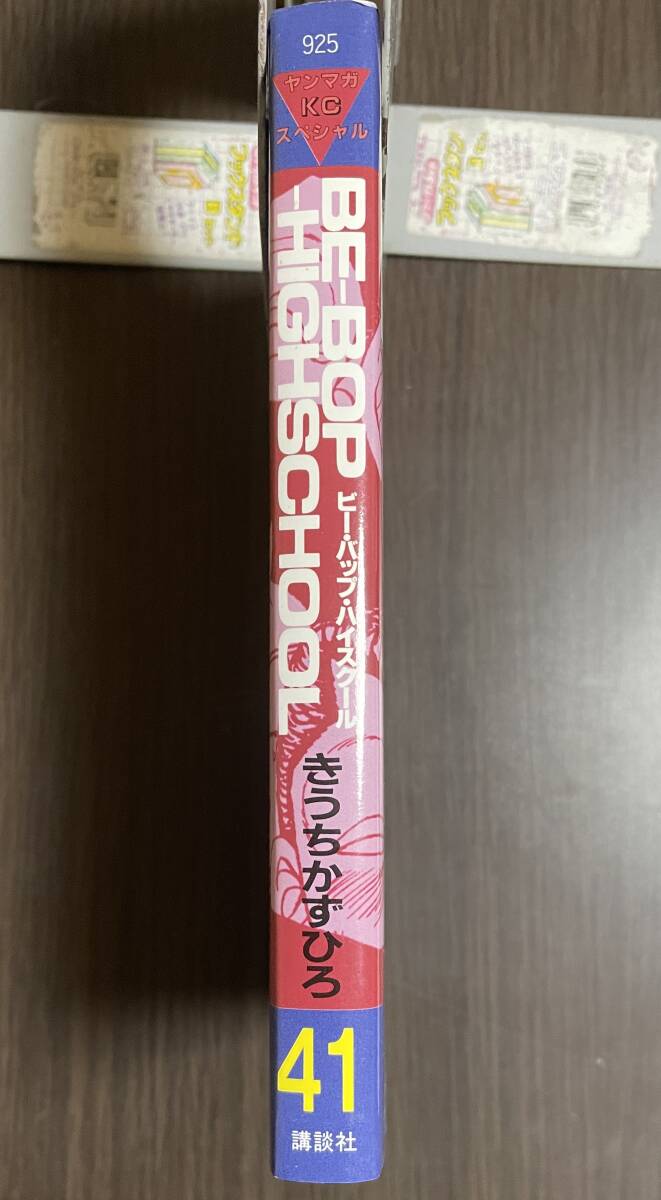 925
ヤンマガ
KC
スペシャル
BE-BOP
-HIGHSCHOOL
ビー・バップ・ハイスクール
きうちかずひろ
41
講談社